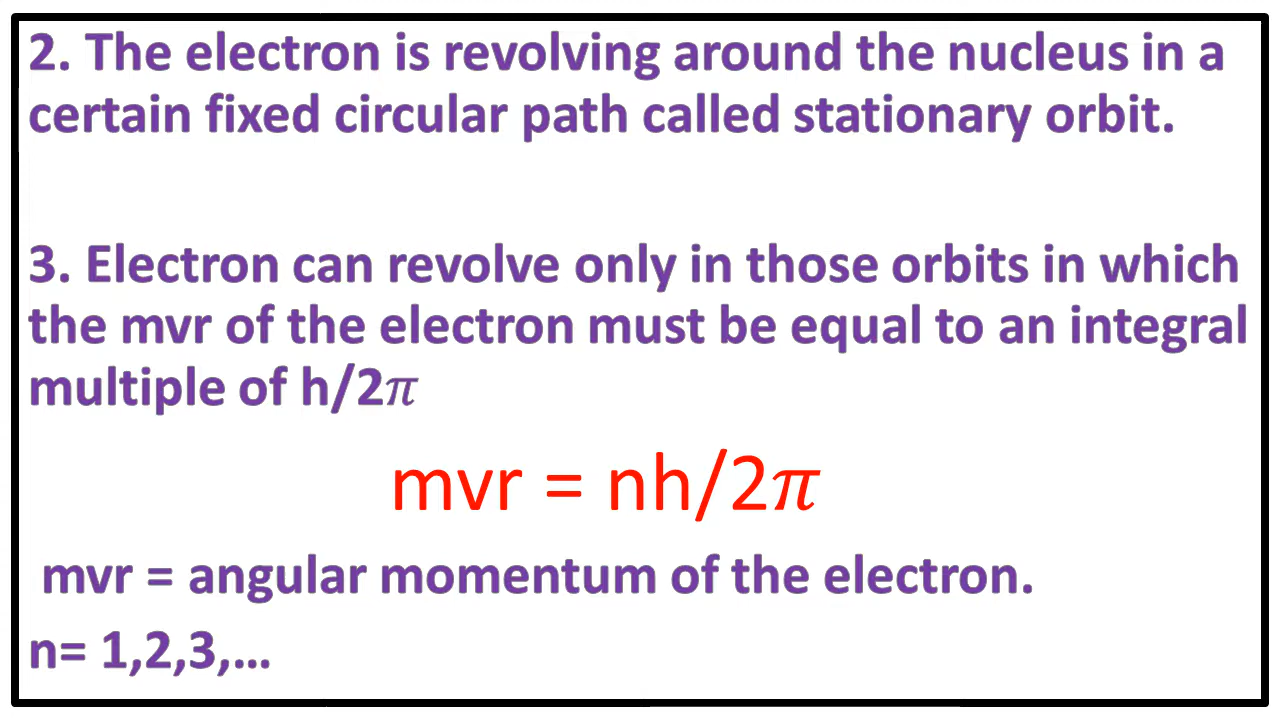 2. The electron is revolving around the nucleus in a
certain fixed circular path called stationary orbit.
3. Electron can revolve only in those orbits in which
the mvr of the electron must be equal to an integral
multiple of h/2𝜋
mvr = nh/2𝜋
mvr = angular momentum of the electron.
n= 1,2,3,...